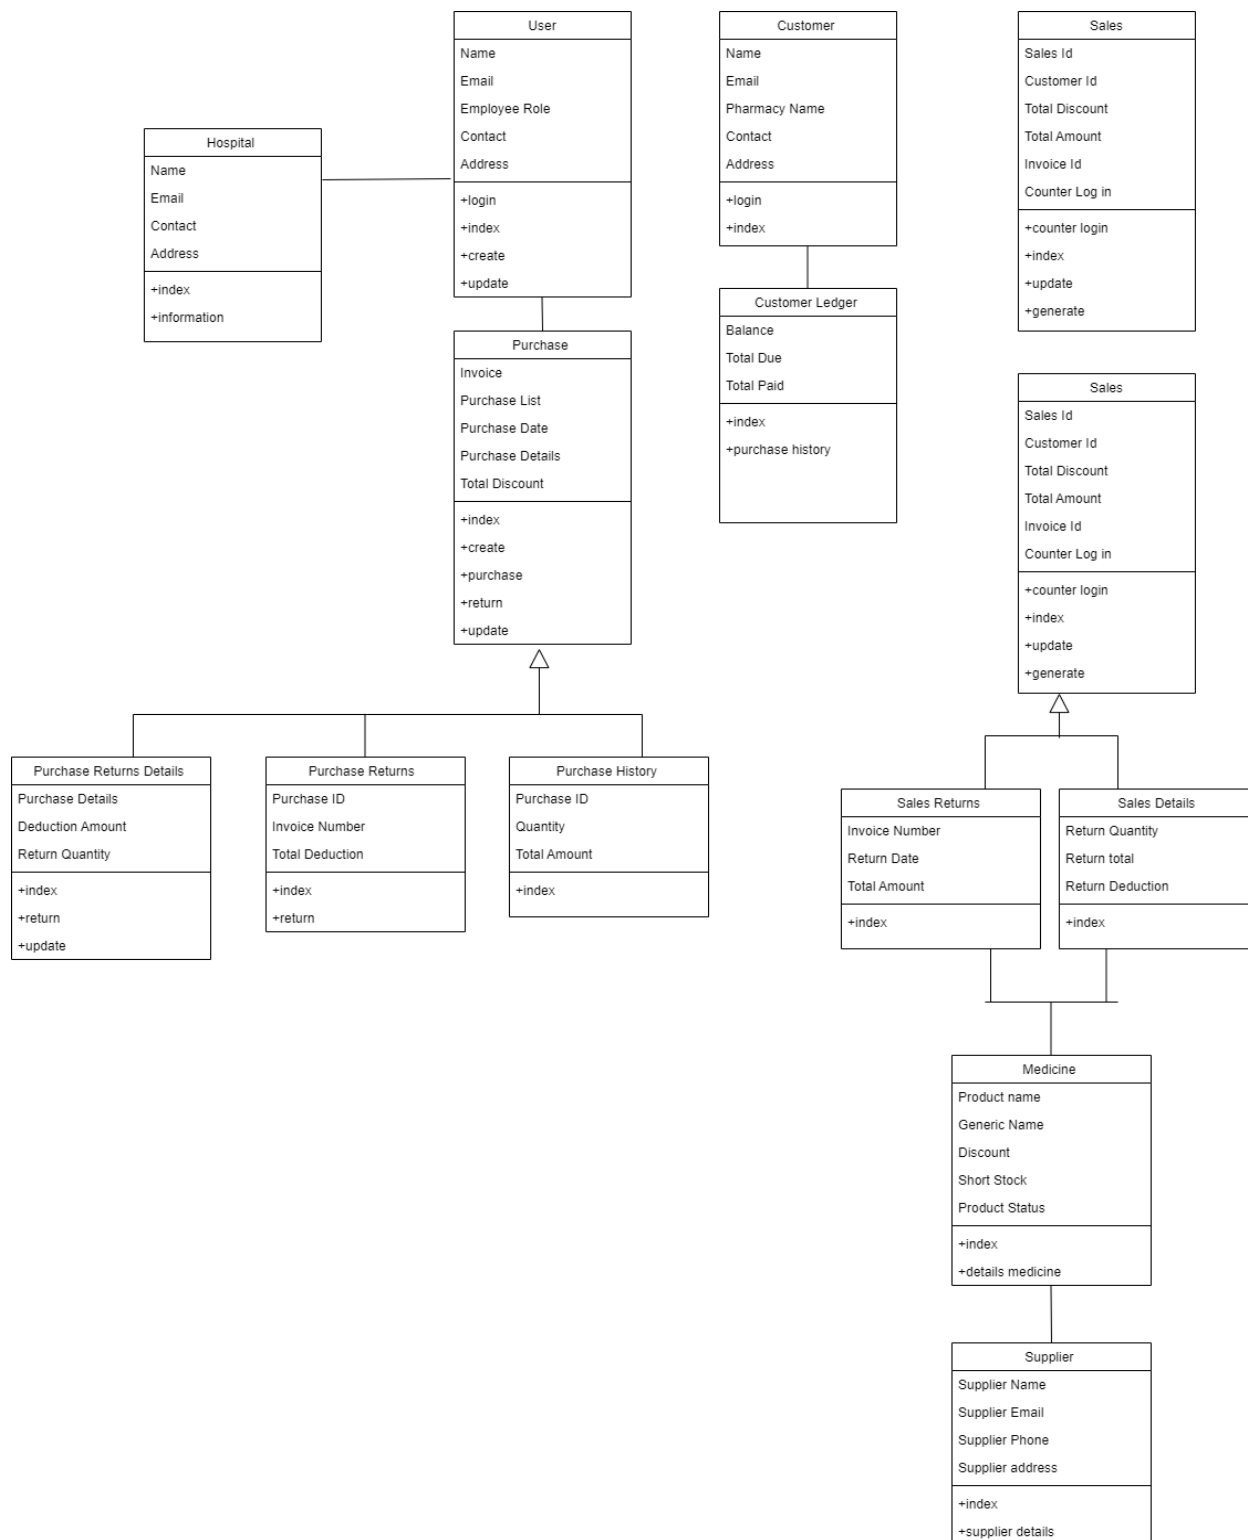 User
Name
Email
Employee Role
Contact
Address
+login
+index
+create
+update
Customer
Name
Email
Pharmacy Name
Contact
Address
+login
+index
Sales
Sales Id
Customer Id
Total Discount
Total Amount
Invoice Id
Counter Log in
+counter login
+index
+update
+generate
Hospital
Name
Email
Contact
Address
+index
+information
Purchase
Invoice
Purchase List
Purchase Date
Purchase Details
Total Discount
+index
+create
+purchase
+return
+update
Customer Ledger
Balance
Total Due
Total Paid
+index
+purchase history
Sales
Sales Id
Customer Id
Total Discount
Total Amount
Invoice Id
Counter Log in
+counter login
+index
+update
+generate
Purchase Returns Details
Purchase Details
Deduction Amount
Return Quantity
+index
+return
+update
Purchase Returns
Purchase ID
Invoice Number
Total Deduction
+index
+return
Purchase History
Purchase ID
Quantity
Total Amount
+index
Sales Returns
Invoice Number
Return Date
Total Amount
+index
Sales Details
Return Quantity
Return total
Return Deduction
+index
Medicine
Product name
Generic Name
Discount
Short Stock
Product Status
+index
+details medicine
Supplier
Supplier Name
Supplier Email
Supplier Phone
Supplier address
+index
+supplier details